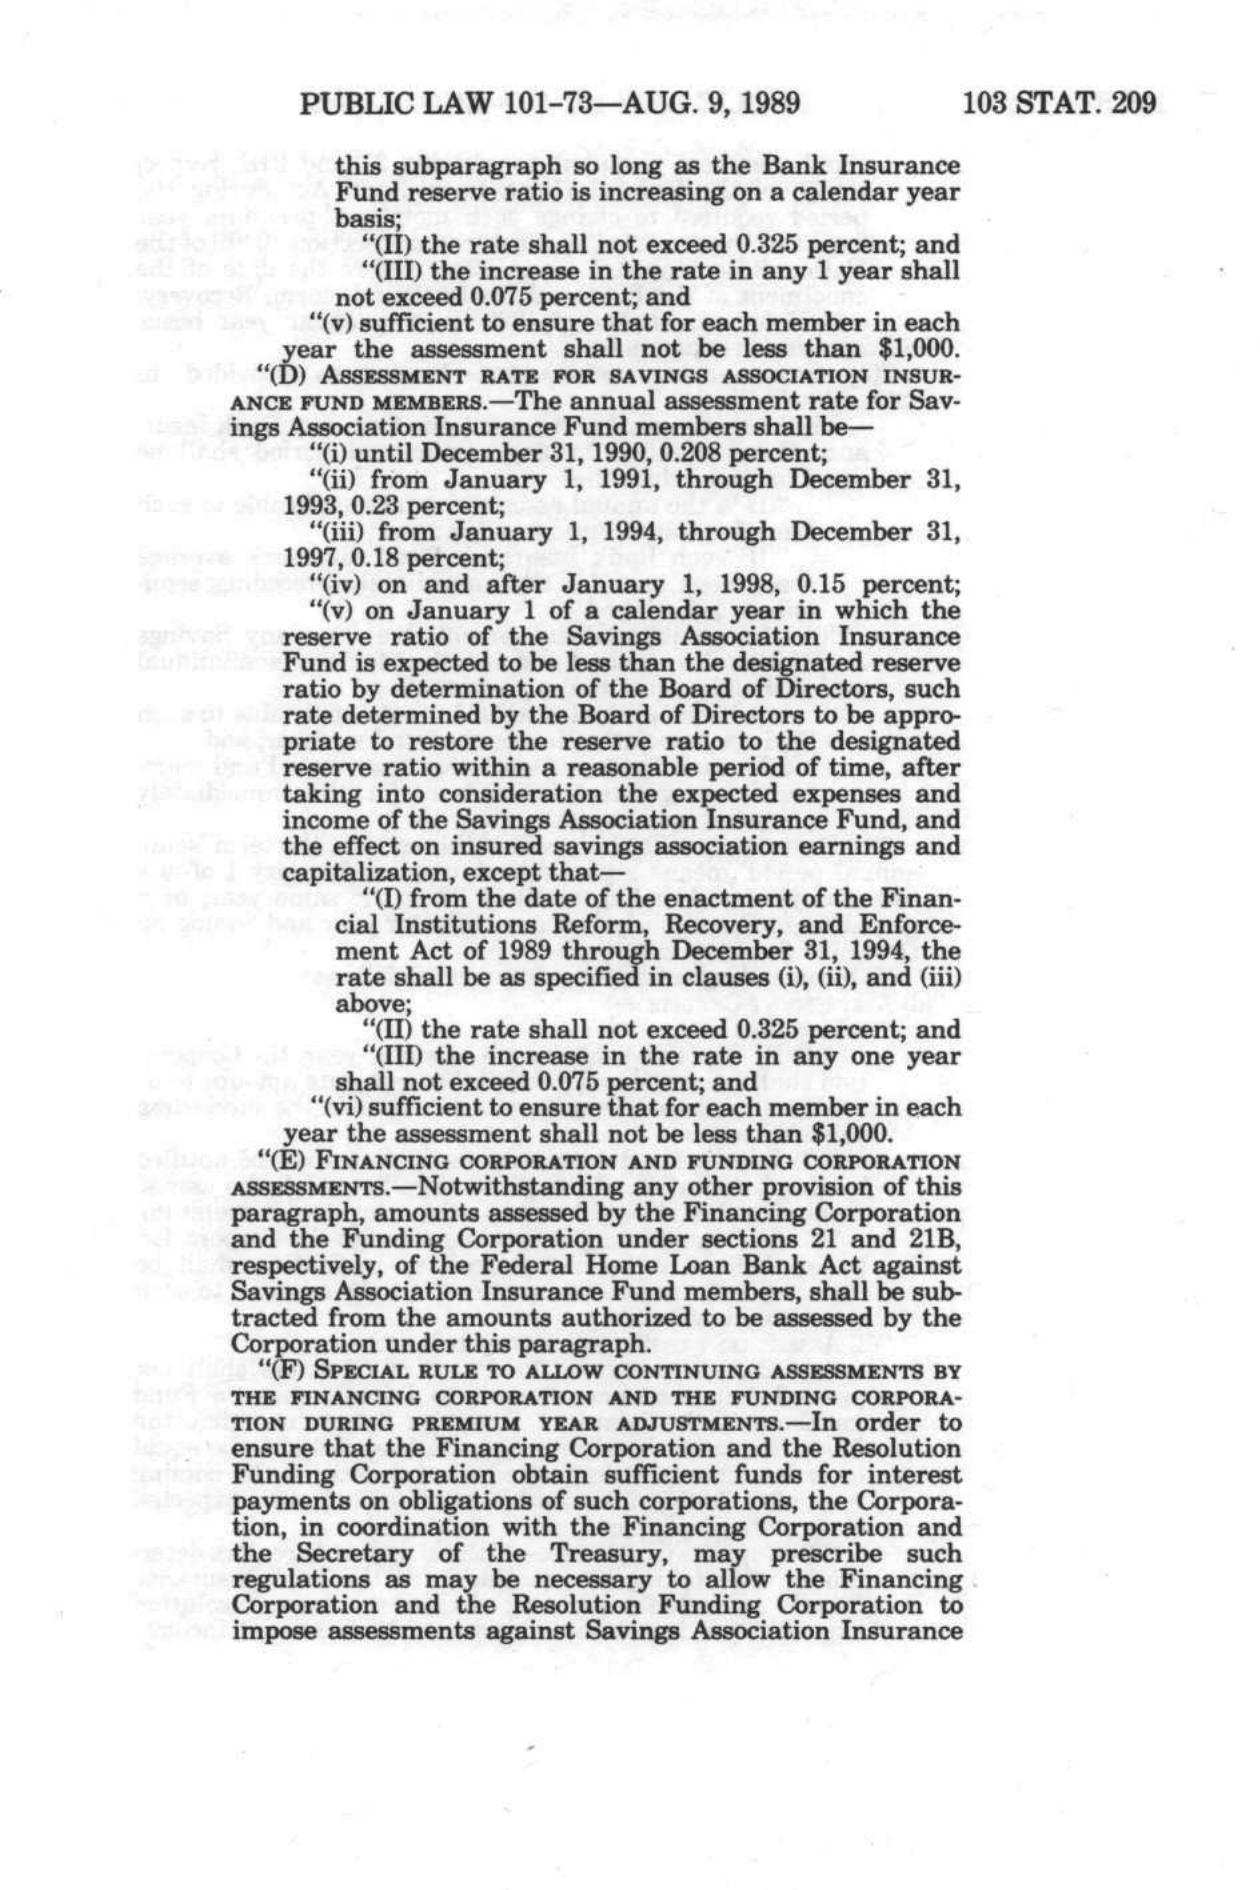 PUBLIC LAW 101-73—AUG. 9, 1989 103 STAT. 209
this subparagraph so long as the Bank Insurance
Fund reserve ratio is increasing on a calendar year
basis;
“(II) the rate shall not exceed 0.325 percent; and
“(III) the increase in the rate in any 1 year shall
not exceed 0.075 percent; and
“(v) sufficient to ensure that for each member in each
year the assessment shall not be less than $1,000.
“(D) ASSESSMENT RATE FOR SAVINGS ASSOCIATION INSUR-
ANCE FUND MEMBERS.—The annual assessment rate for Sav-
ings Association Insurance Fund members shall be—
“(i) until December 31, 1990, 0.208 percent;
“(ii) from January 1, 1991, through December 31,
1993, 0.23 percent;
“(iii) from January 1, 1994, through December 31,
1997, 0.18 percent;
“(iv) on and after January 1, 1998, 0.15 percent;
“(v) on January 1 of a calendar year in which the
reserve ratio of the Savings Association Insurance
Fund is expected to be less than the designated reserve
ratio by determination of the Board of Directors, such
rate determined by the Board of Directors to be appro-
priate to restore the reserve ratio to the designated
reserve ratio within a reasonable period of time, after
taking into consideration the expected expenses and
income of the Savings Association Insurance Fund, and
the effect on insured savings association earnings and
capitalization, except that—
“(I) from the date of the enactment of the Finan-
cial Institutions Reform, Recovery, and Enforce-
ment Act of 1989 through December 31, 1994, the
rate shall be as specified in clauses (i), (ii), and (iii)
above;
“(II) the rate shall not exceed 0.325 percent; and
“(III) the increase in the rate in any one year
shall not exceed 0.075 percent; and
“(vi) sufficient to ensure that for each member in each
year the assessment shall not be less than $1,000.
“(E) FINANCING CORPORATION AND FUNDING CORPORATION
ASSESSMENTS.—Notwithstanding any other provision of this
paragraph, amounts assessed by the Financing Corporation
and the Funding Corporation under sections 21 and 21B,
respectively, of the Federal Home Loan Bank Act against
Savings Association Insurance Fund members, shall be sub-
tracted from the amounts authorized to be assessed by the
Corporation under this paragraph.
“(F) SPECIAL RULE TO ALLOW CONTINUING ASSESSMENTS BY
THE FINANCING CORPORATION AND THE FUNDING CORPORA-
TION DURING PREMIUM YEAR ADJUSTMENTS.—In order to
ensure that the Financing Corporation and the Resolution
Funding Corporation obtain sufficient funds for interest
payments on obligations of such corporations, the Corpora-
tion, in coordination with the Financing Corporation and
the Secretary of the Treasury, may prescribe such
regulations as may be necessary to allow the Financing
Corporation and the Resolution Funding Corporation to
impose assessments against Savings Association Insurance